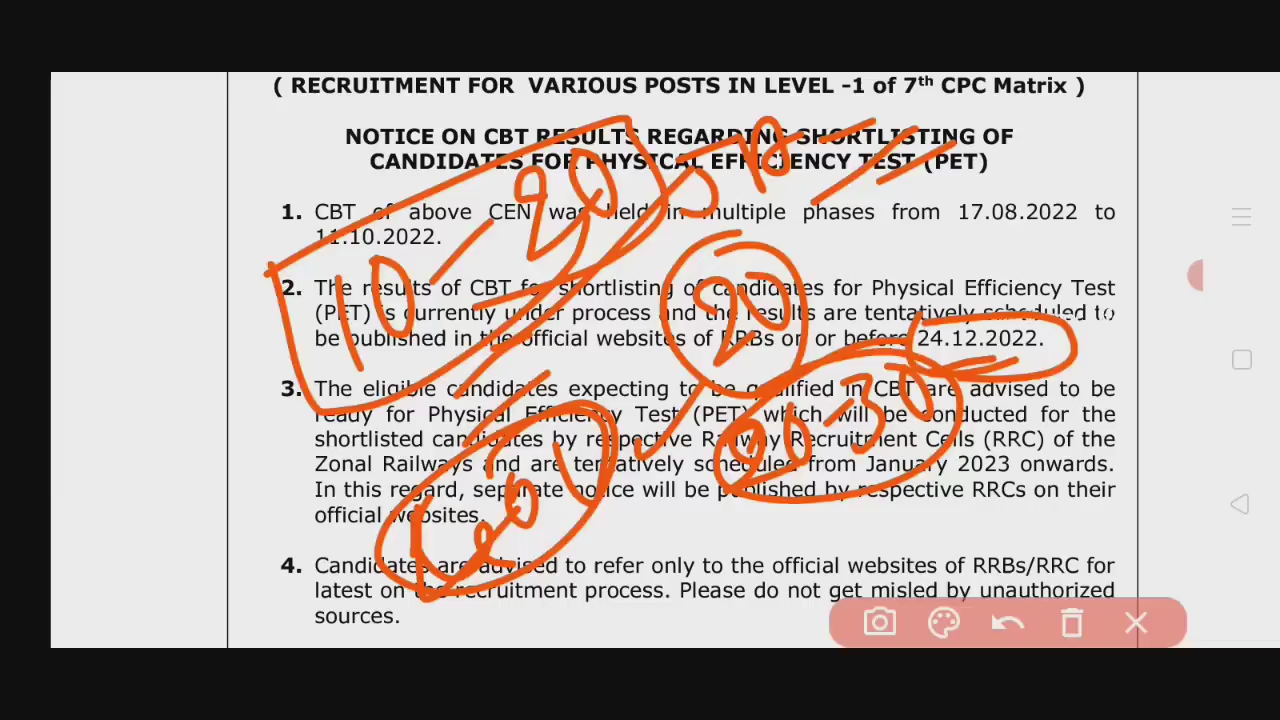 ( RECRUITMENT FOR VARIOUS POSTS IN LEVEL -1 of 7th CPC Matrix )
NOTICE ON CBT RESULTS REGARDING SHORTLISTING OF
CANDIDATES FOR PHYSICAL EFFICIENCY TEST (PET)
1. CBT of above CEN was held in multiple phases from 17.08.2022 to
11.10.2022.
2. The results of CBT for shortlisting of candidates for Physical Efficiency Test
(PET) is currently under process and the results are tentatively scheduled to
be published in the official websites of RRBs on or before 24.12.2022.
3. The eligible candidates expecting to be qualified in CBT are advised to be
ready for Physical Efficiency Test (PET) which will be conducted for the
shortlisted candidates by respective Railway Recruitment Cells (RRC) of the
Zonal Railways and are tentatively scheduled from January 2023 onwards.
In this regard, separate notice will be published by respective RRCs on their
official websites.
4. Candidates are advised to refer only to the official websites of RRBs/RRC for
latest on the recruitment process. Please do not get misled by unauthorized
sources.
10-20
20
20-30